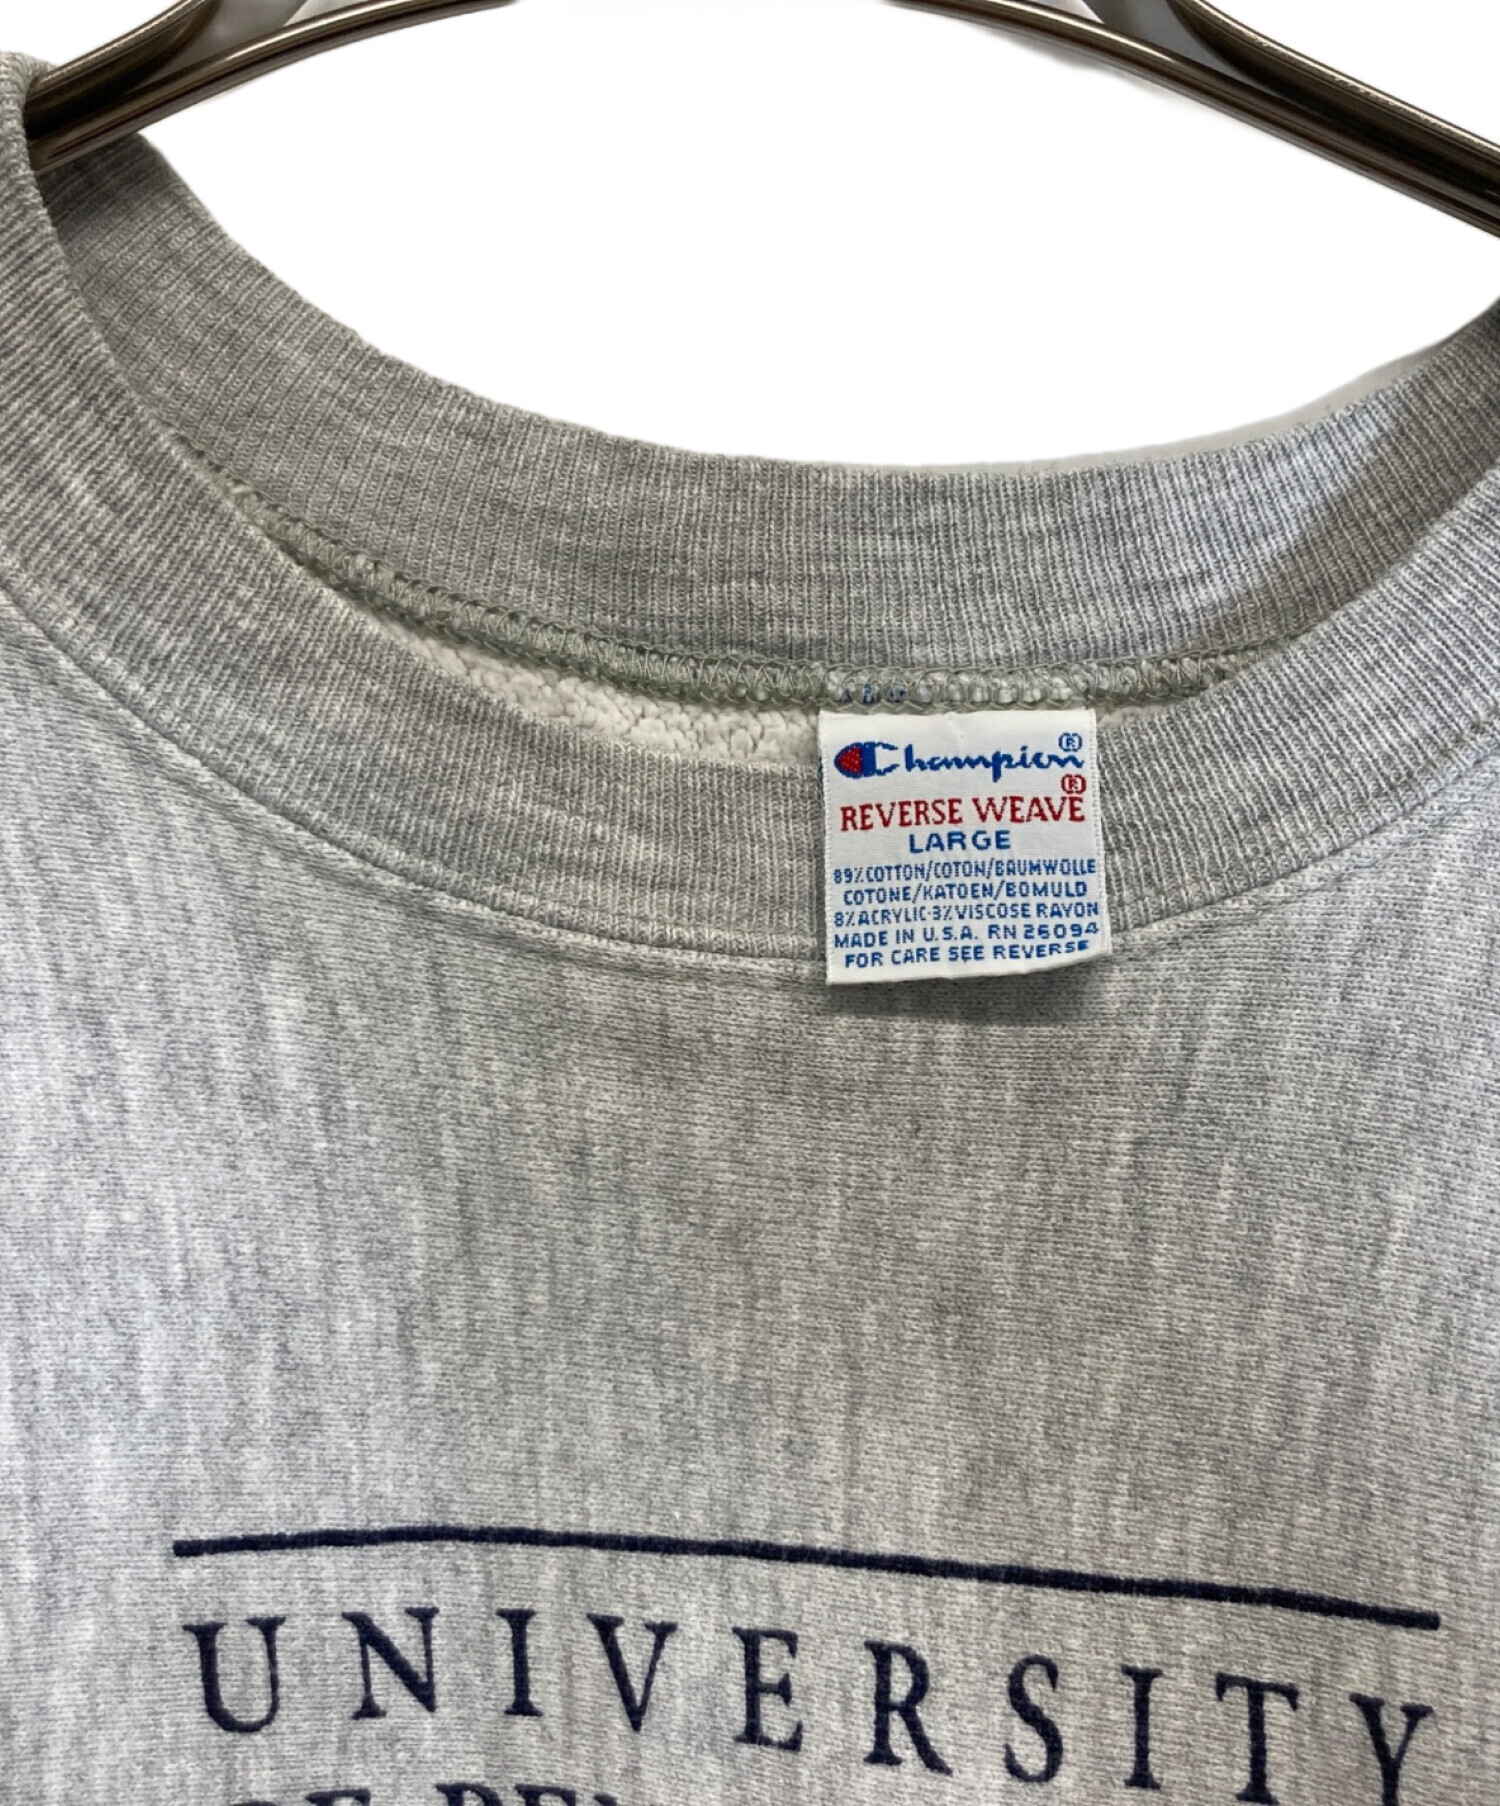 Champion®
REVERSE WEAVE®
LARGE
89%COTTON/COTON/BAUMWOLLE
COTONE/KATOEN/BOMULD
8%ACRYLIC-3%VISCOSE RAYON
MADE IN U.S.A. RN 26094
FOR CARE SEE REVERSE
UNIVERSITY